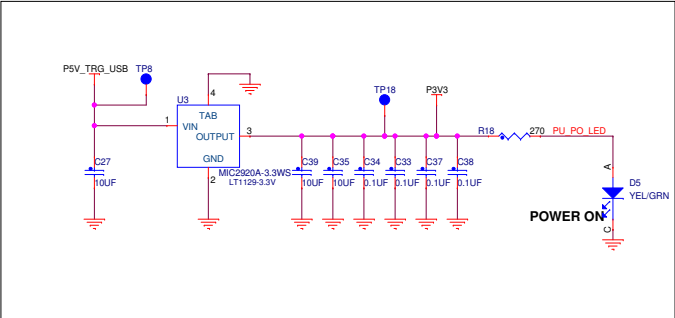 P5V_TRG_USB
TP8
U3
4
TAB
1
VIN
OUTPUT
3
GND
2
MIC2920A-3.3WS
LT1129-3.3V
C27
10UF
C39
10UF
C35
10UF
C34
0.1UF
C33
0.1UF
C37
0.1UF
C38
0.1UF
TP18
P3V3
R18
270
PU_PO_LED
A
D5
YEL/GRN
POWER ON
C